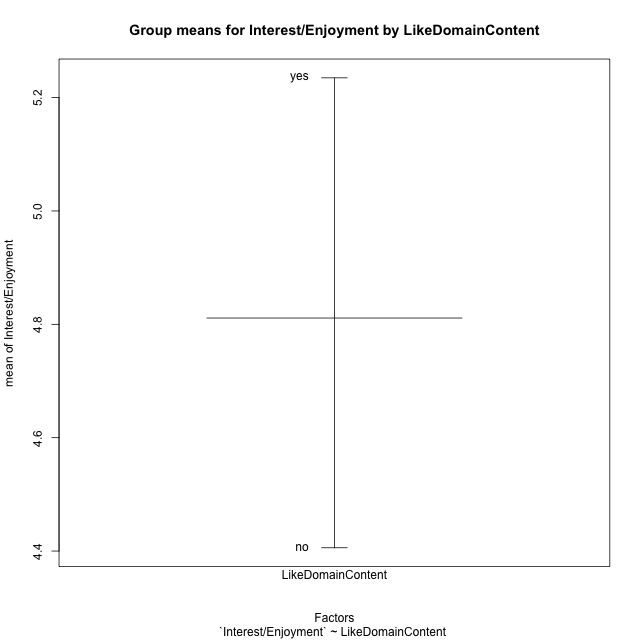 Group means for Interest/Enjoyment by LikeDomainContent
mean of Interest/Enjoyment
5.2
5.0
4.8
4.6
4.4
yes
no
LikeDomainContent
Factors
`Interest/Enjoyment` ~ LikeDomainContent